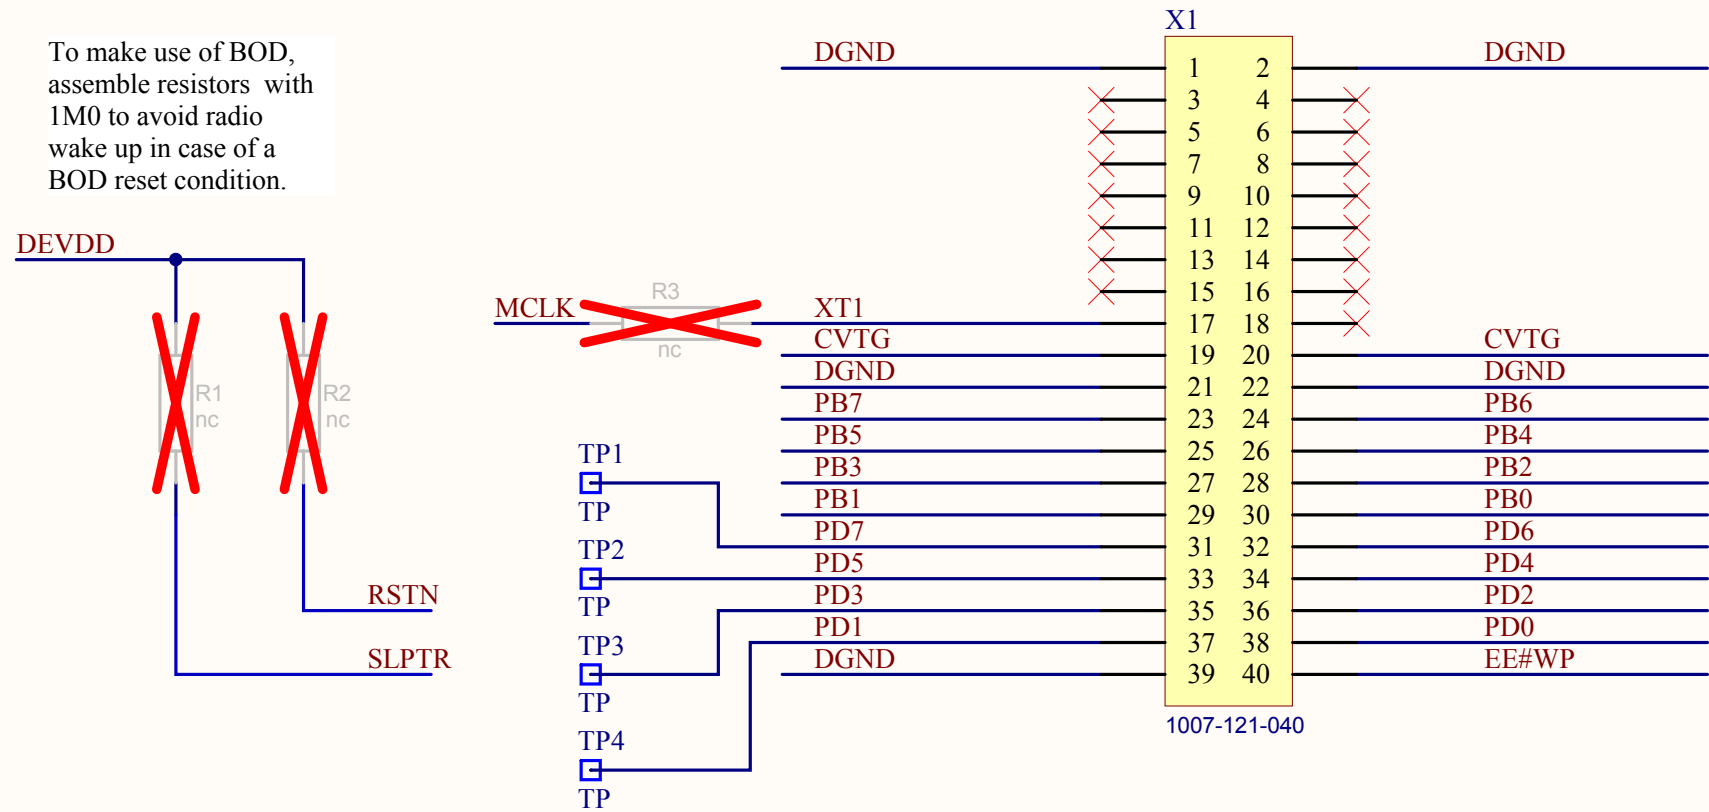 X1
To make use of BOD,
assemble resistors  with
1M0 to avoid radio
wake up in case of a
BOD reset condition.
DGND 1 2 DGND
3 4
5 6
7 8
9 10
11 12
DEVDD
13 14
15 16
R3
nc
MCLK XT1 17 18
CVTG 19 20 CVTG
DGND 21 22 DGND
R1
nc
R2
nc
PB7 23 24 PB6
PB5 25 26 PB4
TP1
TP
PB3 27 28 PB2
PB1 29 30 PB0
PD7 31 32 PD6
TP2
TP
PD5 33 34 PD4
RSTN
PD3 35 36 PD2
TP3
TP
PD1 37 38 PD0
SLPTR
DGND 39 40 EE#WP
1007-121-040
TP4
TP